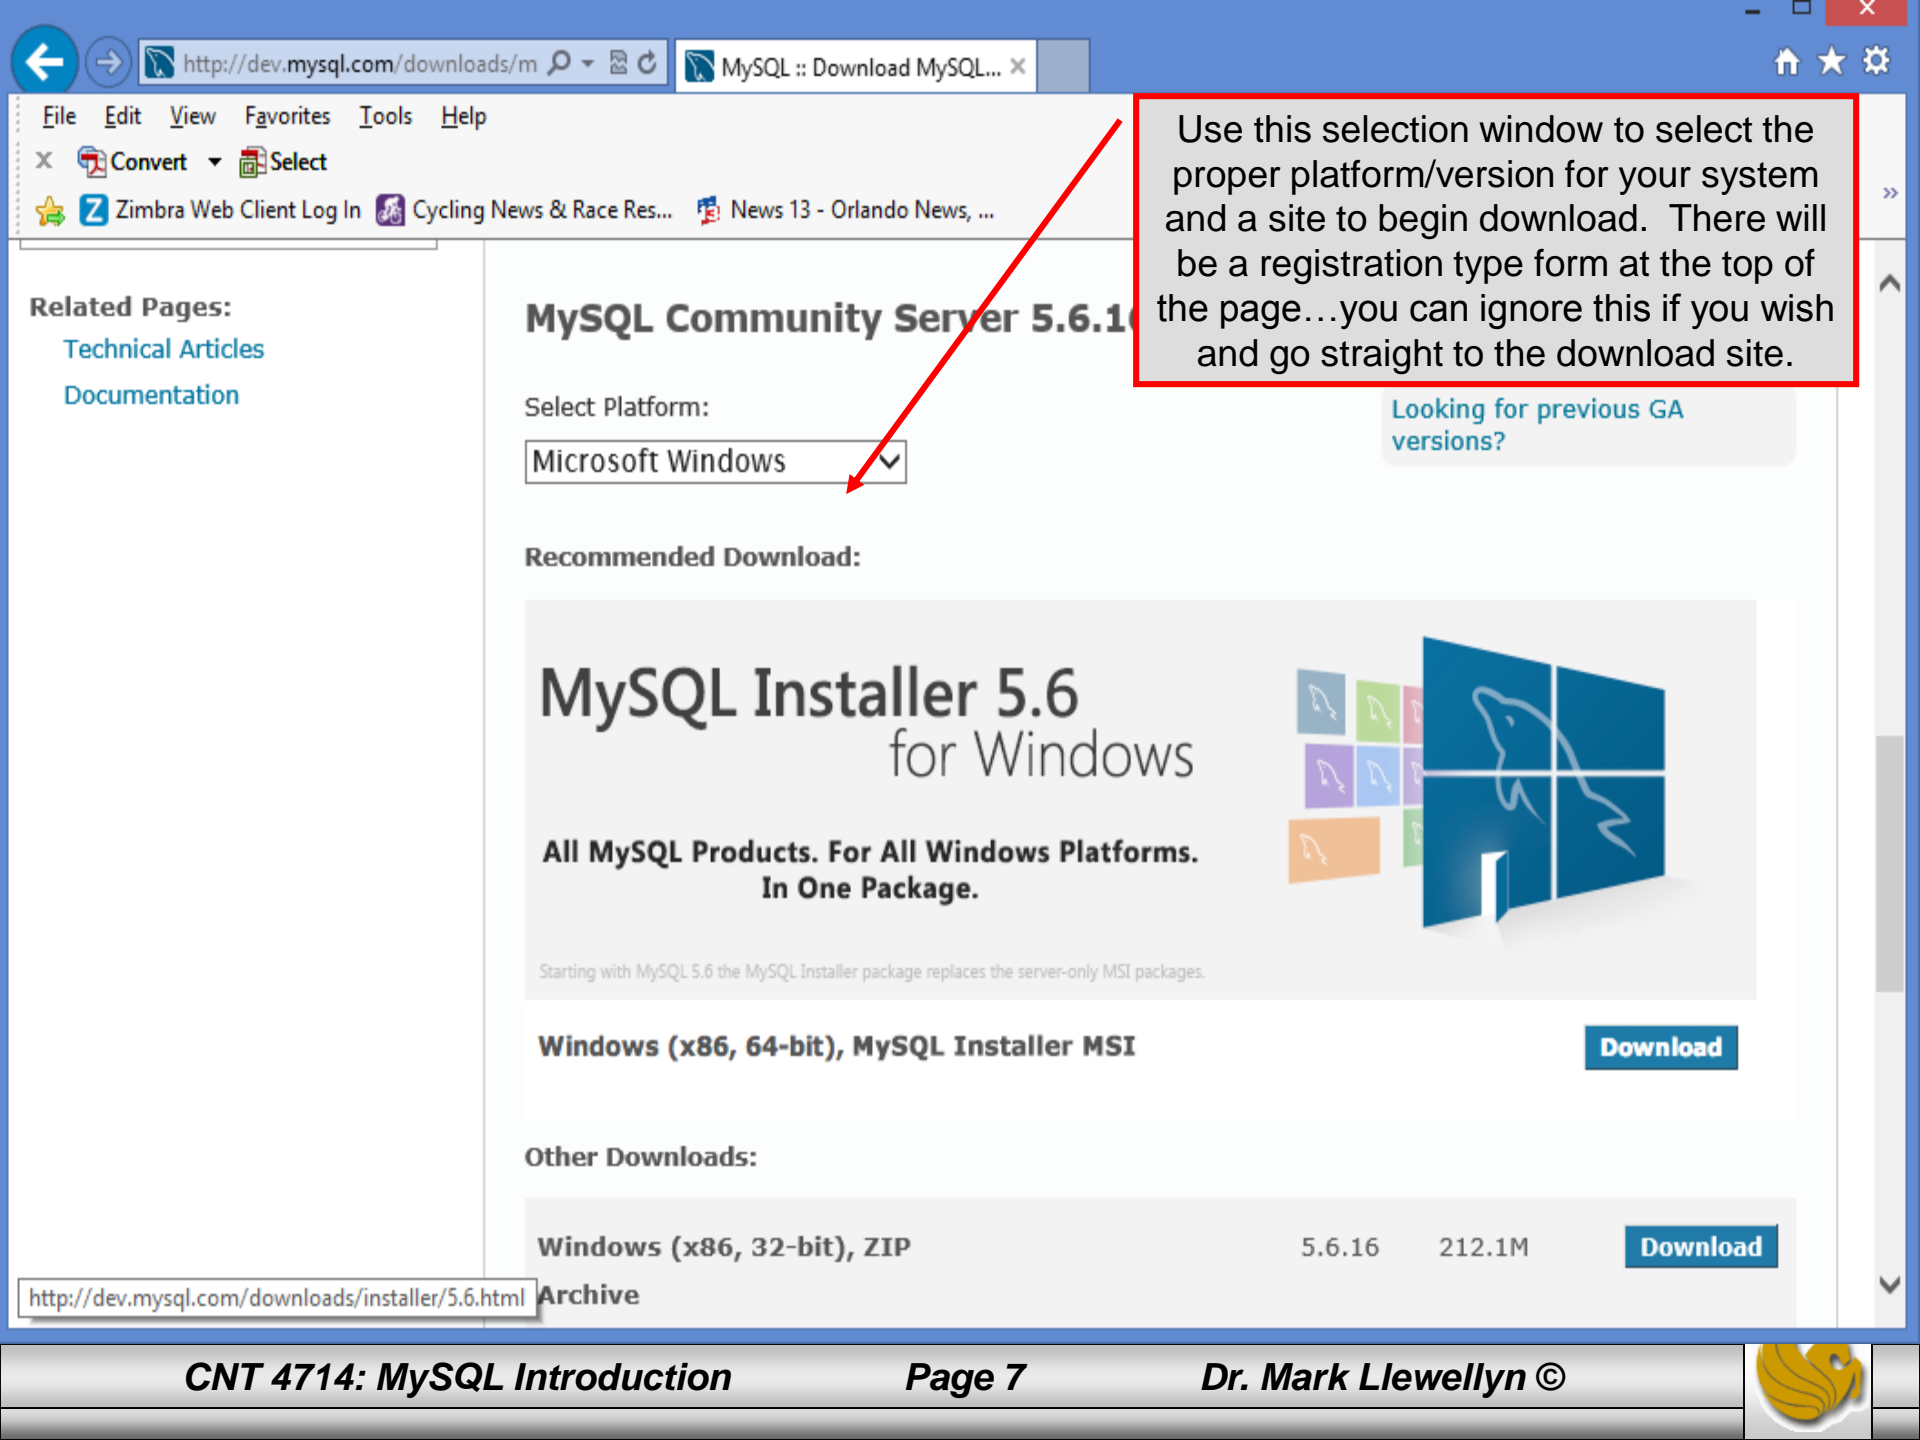 http://dev.mysql.com/downloads/m
MySQL :: Download MySQL...
File Edit View Favorites Tools Help
Convert Select
Zimbra Web Client Log In Cycling News & Race Res... News 13 - Orlando News, ...
Use this selection window to select the
proper platform/version for your system
and a site to begin download. There will
be a registration type form at the top of
the page…you can ignore this if you wish
and go straight to the download site.
Related Pages:
Technical Articles
Documentation
MySQL Community Server 5.6.16
Select Platform:
Microsoft Windows
Looking for previous GA
versions?
Recommended Download:
MySQL Installer 5.6
for Windows
All MySQL Products. For All Windows Platforms.
In One Package.
Starting with MySQL 5.6 the MySQL Installer package replaces the server-only MSI packages.
Windows (x86, 64-bit), MySQL Installer MSI Download
Other Downloads:
Windows (x86, 32-bit), ZIP 5.6.16 212.1M Download
Archive
http://dev.mysql.com/downloads/installer/5.6.html
CNT 4714: MySQL Introduction Page 7 Dr. Mark Llewellyn ©